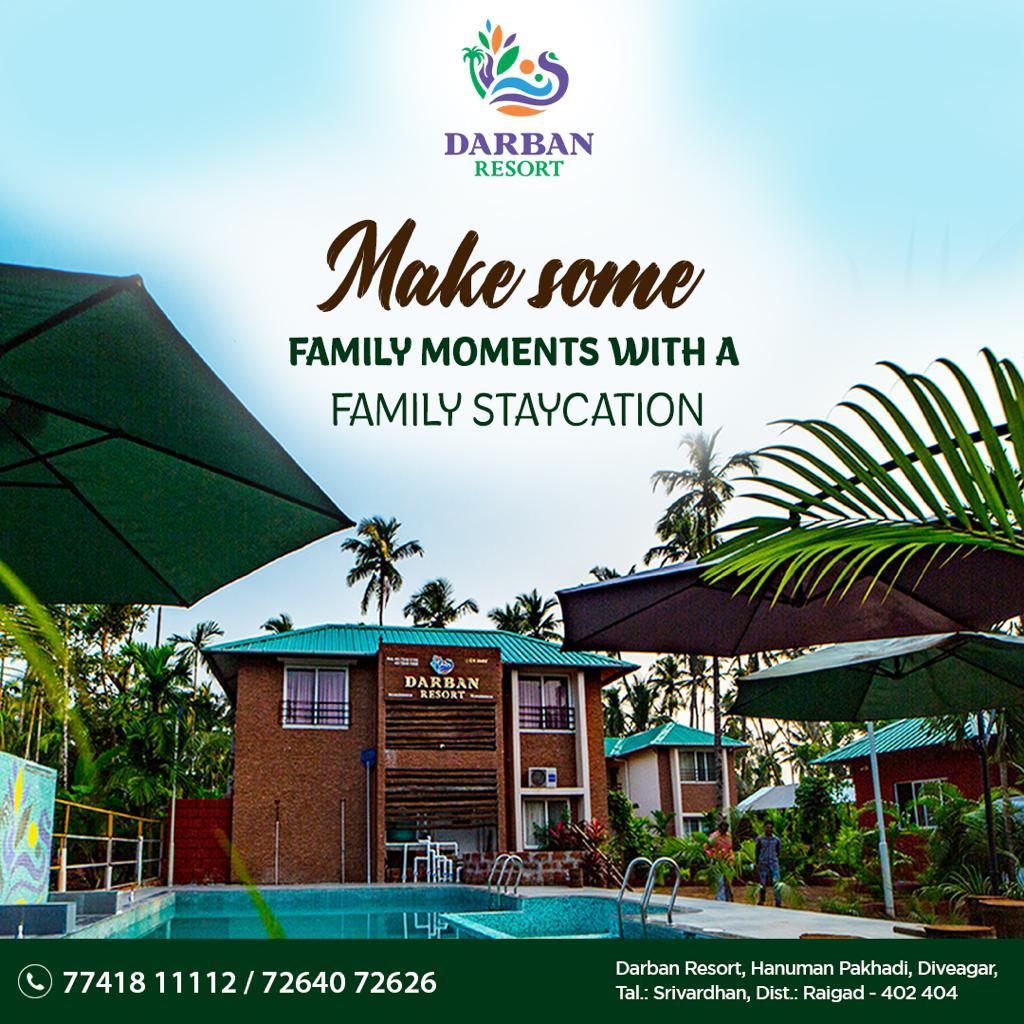 DARBAN
RESORT
Make some
FAMILY MOMENTS WITH A
FAMILY STAYCATION
DARBAN
RESORT
77418 11112 / 72640 72626
Darban Resort, Hanuman Pakhadi, Diveagar,
Tal.: Srivardhan, Dist.: Raigad - 402 404